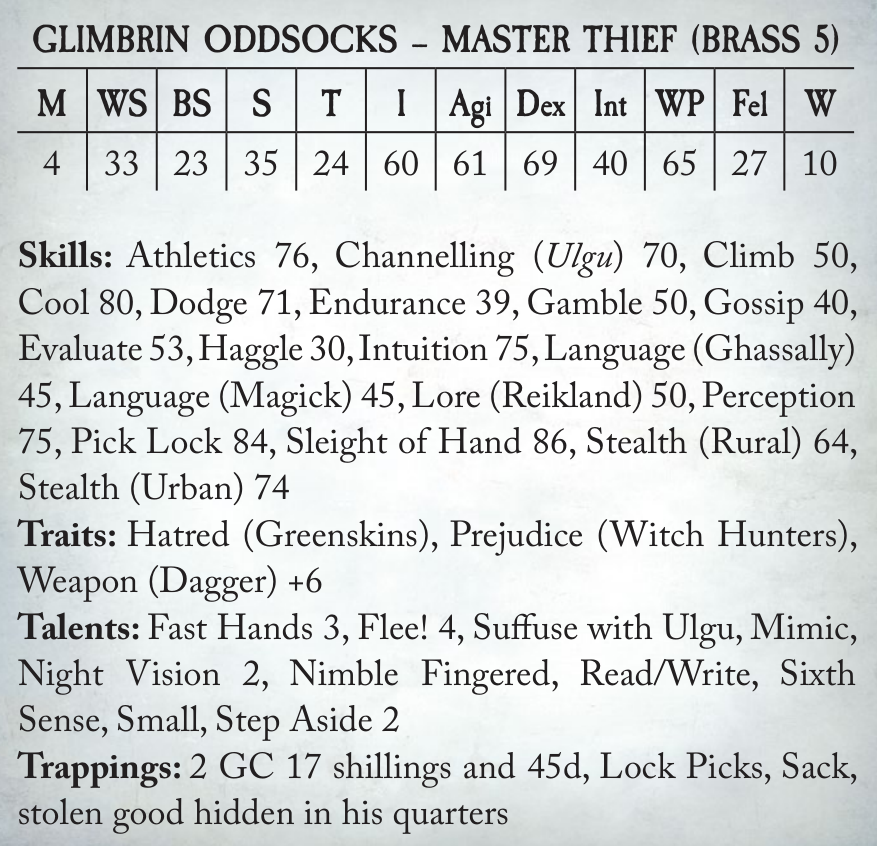 GLIMBRIN ODDSOCKS – MASTER THIEF (BRASS 5)
M WS BS S T I Agi Dex Int WP Fel W
4 33 23 35 24 60 61 69 40 65 27 10
Skills: Athletics 76, Channelling (Ulgu) 70, Climb 50,
Cool 80, Dodge 71, Endurance 39, Gamble 50, Gossip 40,
Evaluate 53, Haggle 30, Intuition 75, Language (Ghassally)
45, Language (Magick) 45, Lore (Reikland) 50, Perception
75, Pick Lock 84, Sleight of Hand 86, Stealth (Rural) 64,
Stealth (Urban) 74
Traits: Hatred (Greenskins), Prejudice (Witch Hunters),
Weapon (Dagger) +6
Talents: Fast Hands 3, Flee! 4, Suffuse with Ulgu, Mimic,
Night Vision 2, Nimble Fingered, Read/Write, Sixth
Sense, Small, Step Aside 2
Trappings: 2 GC 17 shillings and 45d, Lock Picks, Sack,
stolen good hidden in his quarters